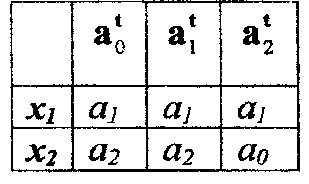 a₀ᵗ a₁ᵗ a₂ᵗ
x₁ a₁ a₁ a₁
x₂ a₂ a₂ a₀